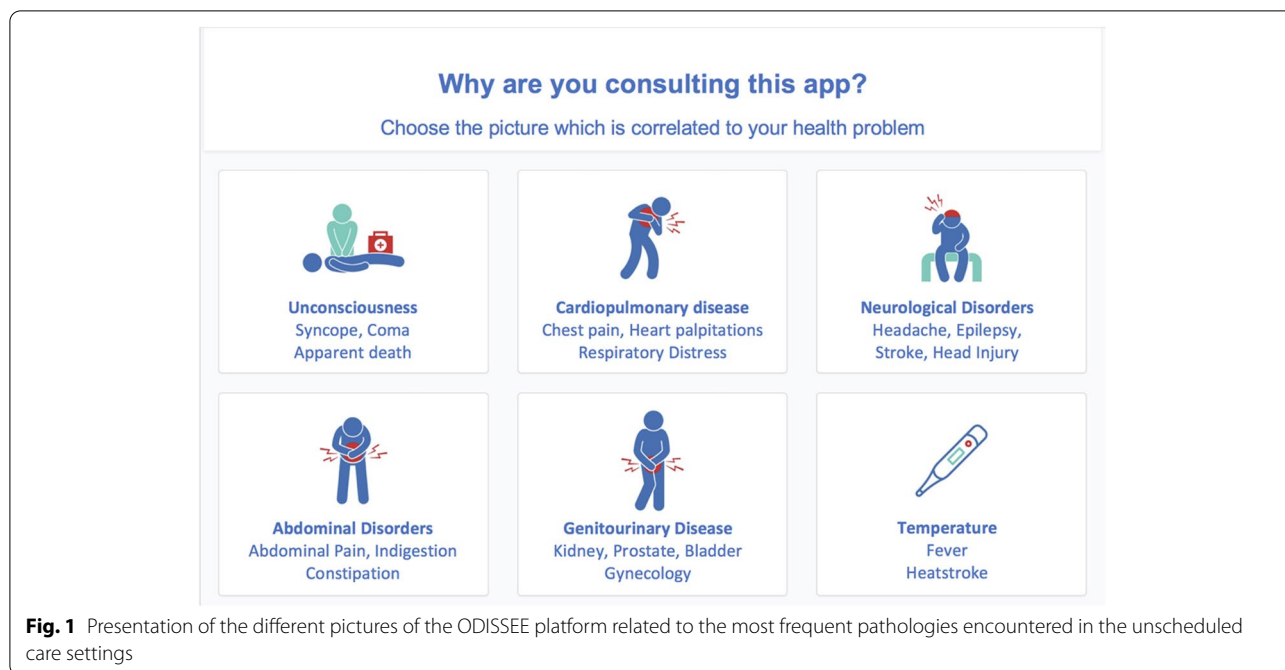 Why are you consulting this app?
Choose the picture which is correlated to your health problem
Unconsciousness
Syncope, Coma
Apparent death
Cardiopulmonary disease
Chest pain, Heart palpitations
Respiratory Distress
Neurological Disorders
Headache, Epilepsy,
Stroke, Head Injury
Abdominal Disorders
Abdominal Pain, Indigestion
Constipation
Genitourinary Disease
Kidney, Prostate, Bladder
Gynecology
Temperature
Fever
Heatstroke
Fig. 1 Presentation of the different pictures of the ODISSEE platform related to the most frequent pathologies encountered in the unscheduled
care settings